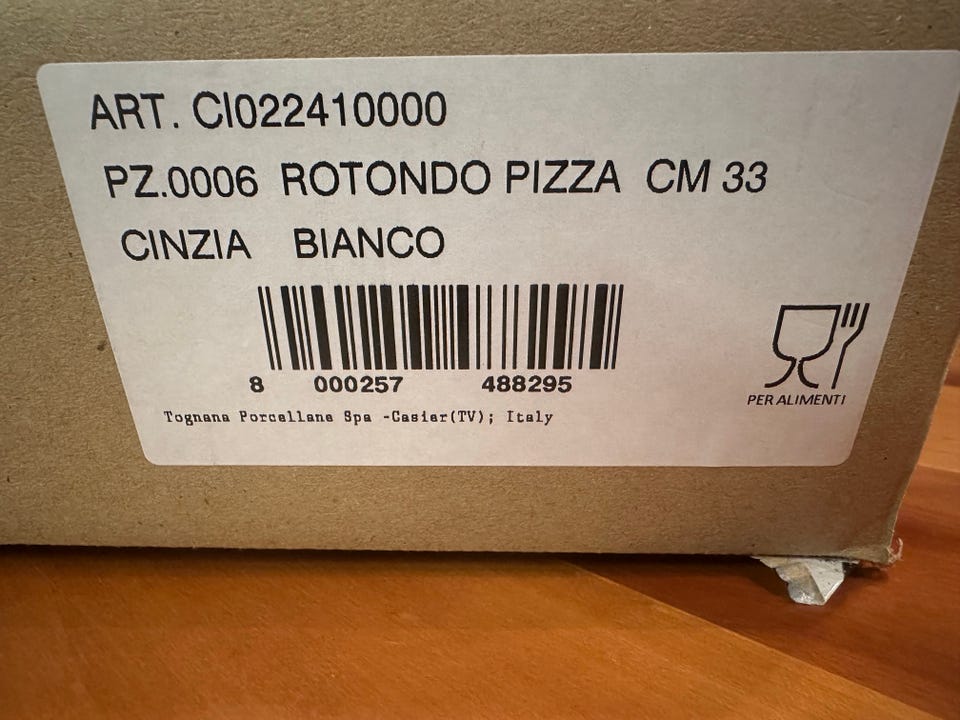 ART. CI022410000
PZ.0006 ROTONDO PIZZA CM 33
CINZIA BIANCO
8 000257 488295
PER ALIMENTI
Tognana Porcellane Spa -Casier(TV); Italy